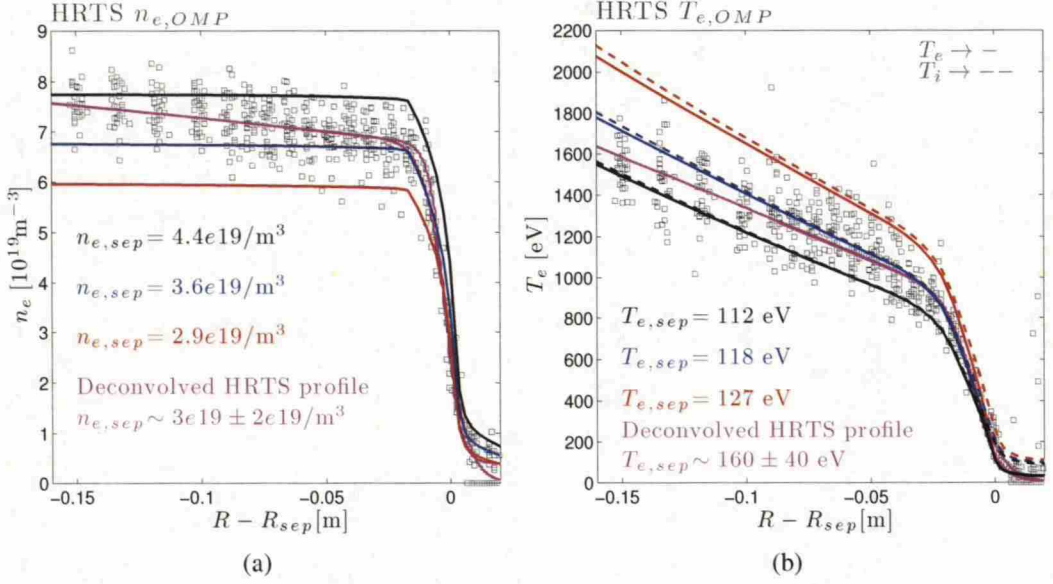 HRTS n_{e,OMP}
9
8
7
6
5
4
3
2
1
0
n_e [10^{19}m^{-3}]
n_{e,sep} = 4.4e19/m^3
n_{e,sep} = 3.6e19/m^3
n_{e,sep} = 2.9e19/m^3
Deconvolved HRTS profile
n_{e,sep} ~ 3e19 ± 2e19/m^3
−0.15 −0.1 −0.05 0
R − R_{sep}[m]
(a)
HRTS T_{e,OMP}
T_e → −
T_i → − −
2200
2000
1800
1600
1400
1200
1000
800
600
400
200
0
T_e [eV]
T_{e,sep} = 112 eV
T_{e,sep} = 118 eV
T_{e,sep} = 127 eV
Deconvolved HRTS profile
T_{e,sep} ~ 160 ± 40 eV
−0.15 −0.1 −0.05 0
R − R_{sep}[m]
(b)